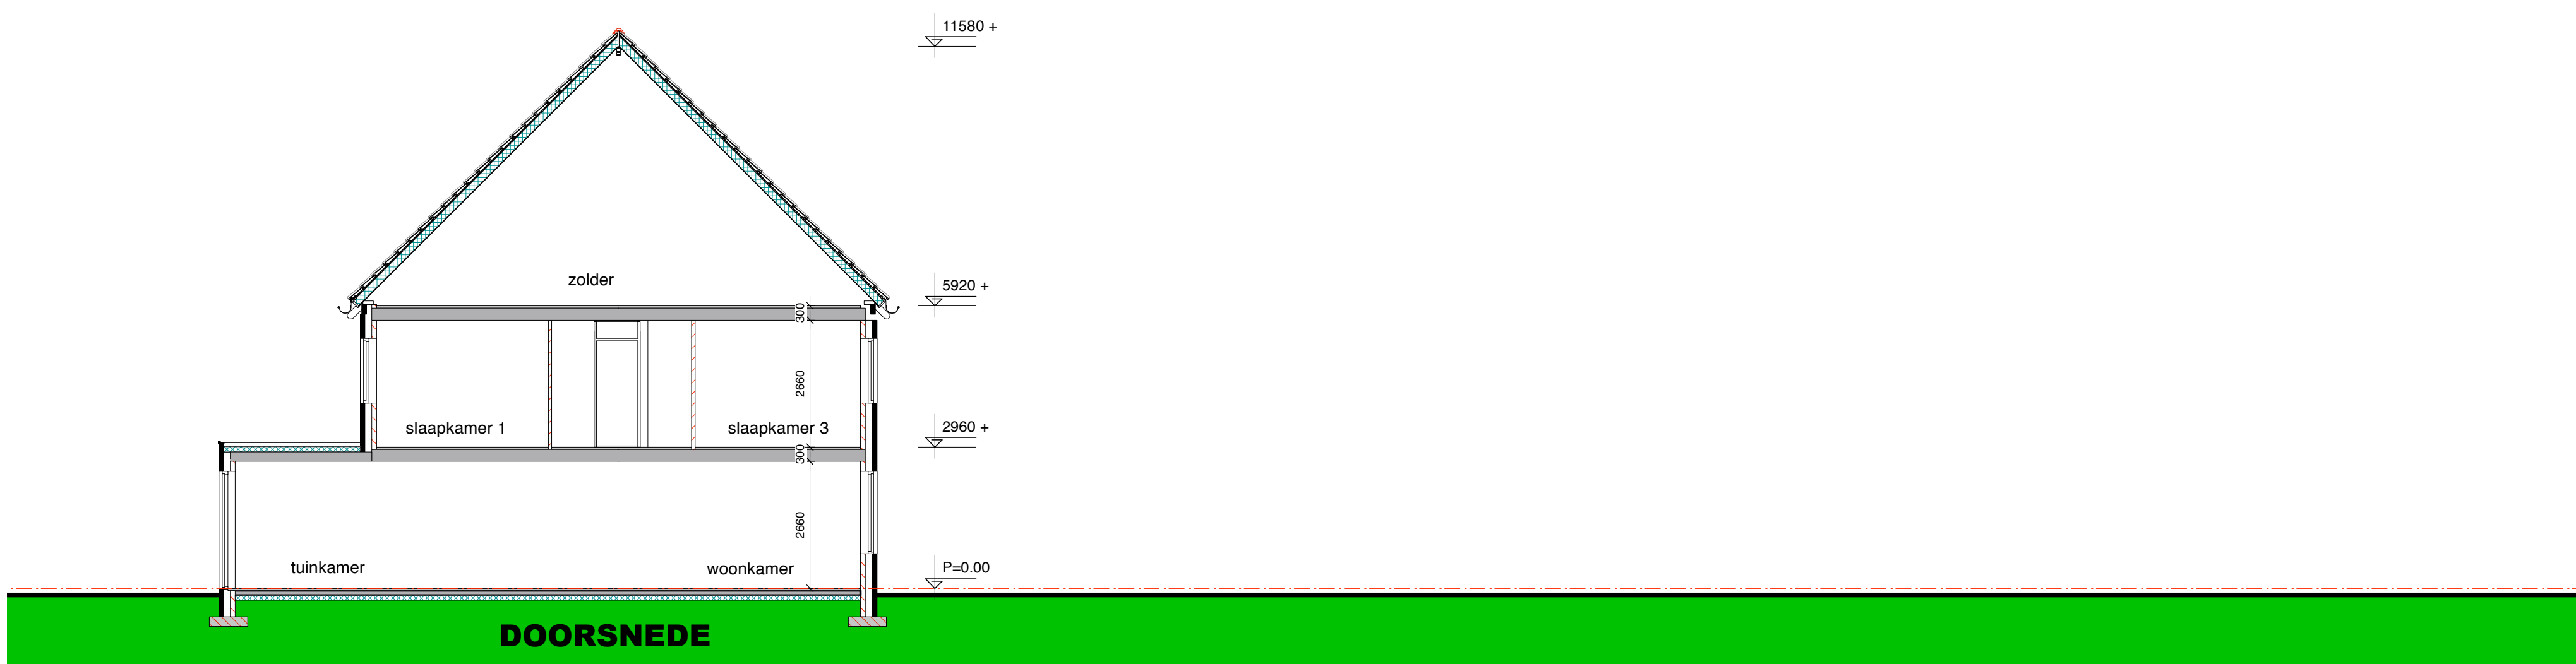 11580 +
zolder
5920 +
300
2660
slaapkamer 1
slaapkamer 3
2960 +
300
2660
tuinkamer
woonkamer
P=0.00
DOORSNEDE